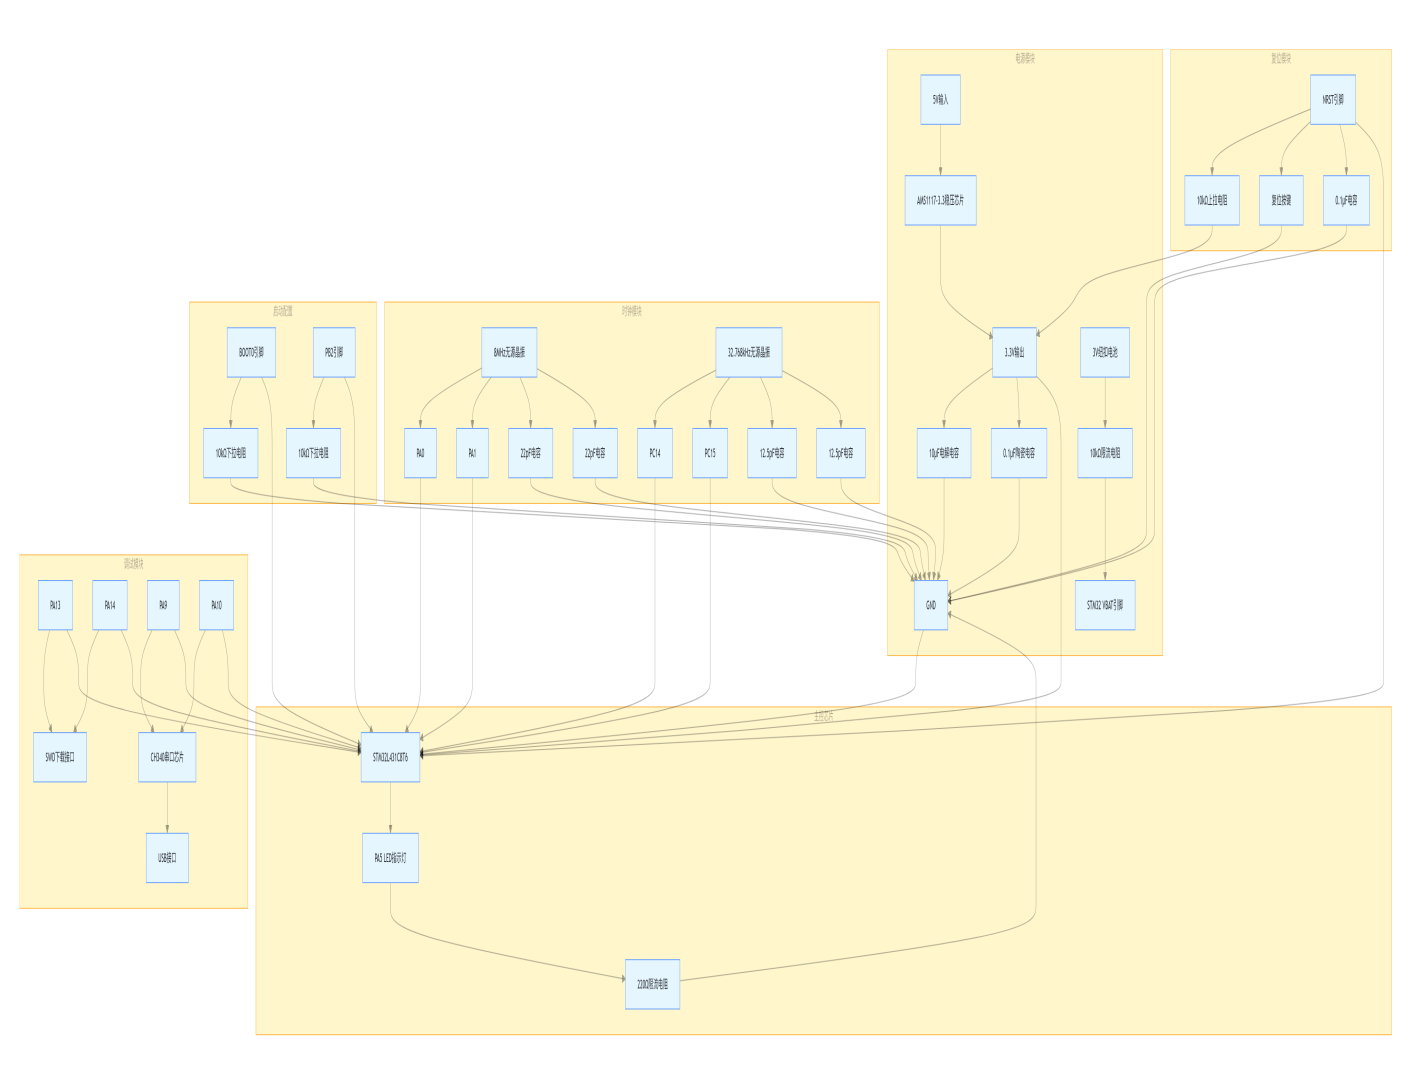 电源模块
5V输入
AMS1117-3.3稳压芯片
3.3V输出
3V纽扣电池
10μF电解电容
0.1μF陶瓷电容
10kΩ限流电阻
GND
STM32 VBAT引脚
复位模块
NRST引脚
10kΩ上拉电阻
复位按键
0.1μF电容
启动配置
BOOT0引脚
PB2引脚
10kΩ下拉电阻
10kΩ下拉电阻
时钟模块
8MHz无源晶振
32.768kHz无源晶振
PA0
PA1
22pF电容
22pF电容
PC14
PC15
12.5pF电容
12.5pF电容
调试模块
PA13
PA14
PA9
PA10
SWD下载接口
CH340串口芯片
USB接口
主控芯片
STM32L431C8T6
PA5 LED指示灯
220Ω限流电阻